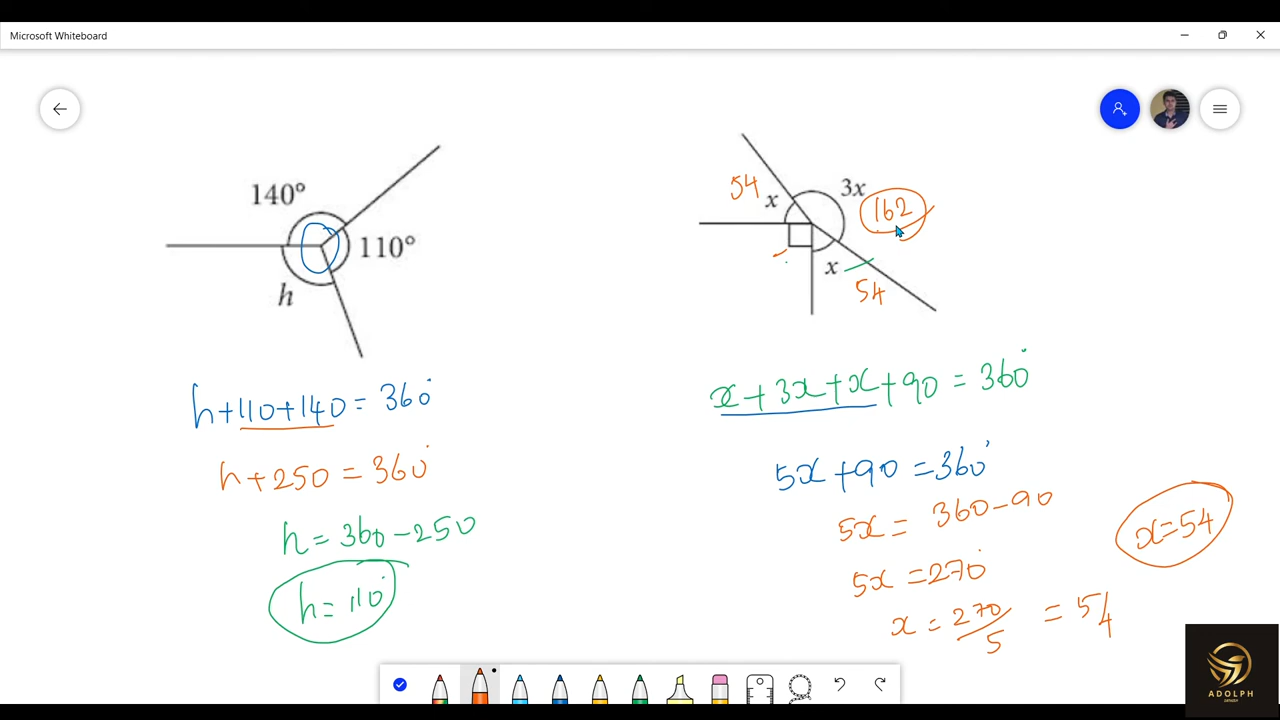 Microsoft Whiteboard
140°
110°
h
h+110+140=360°
h+250=360°
h=360-250
h=110°
54
x
3x
162
x
54
x+3x+x+90=360°
5x+90=360°
5x=360-90
5x=270°
x=270/5=54
x=54
ADOLPH